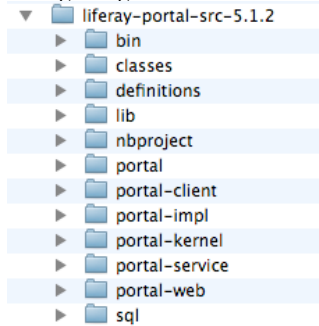 liferay-portal-src-5.1.2
bin
classes
definitions
lib
nbproject
portal
portal-client
portal-impl
portal-kernel
portal-service
portal-web
sql